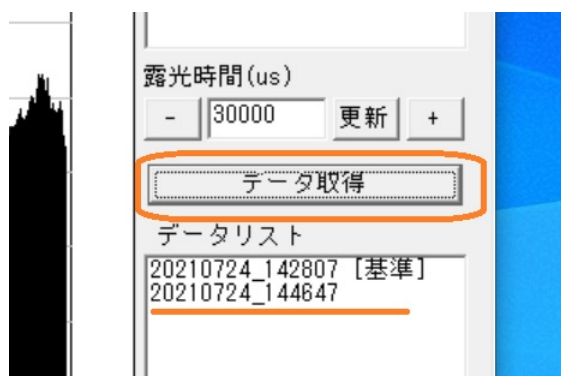 露光時間(us)
- 30000 更新 +
データ取得
データリスト
20210724_142807 [基準]
20210724_144647